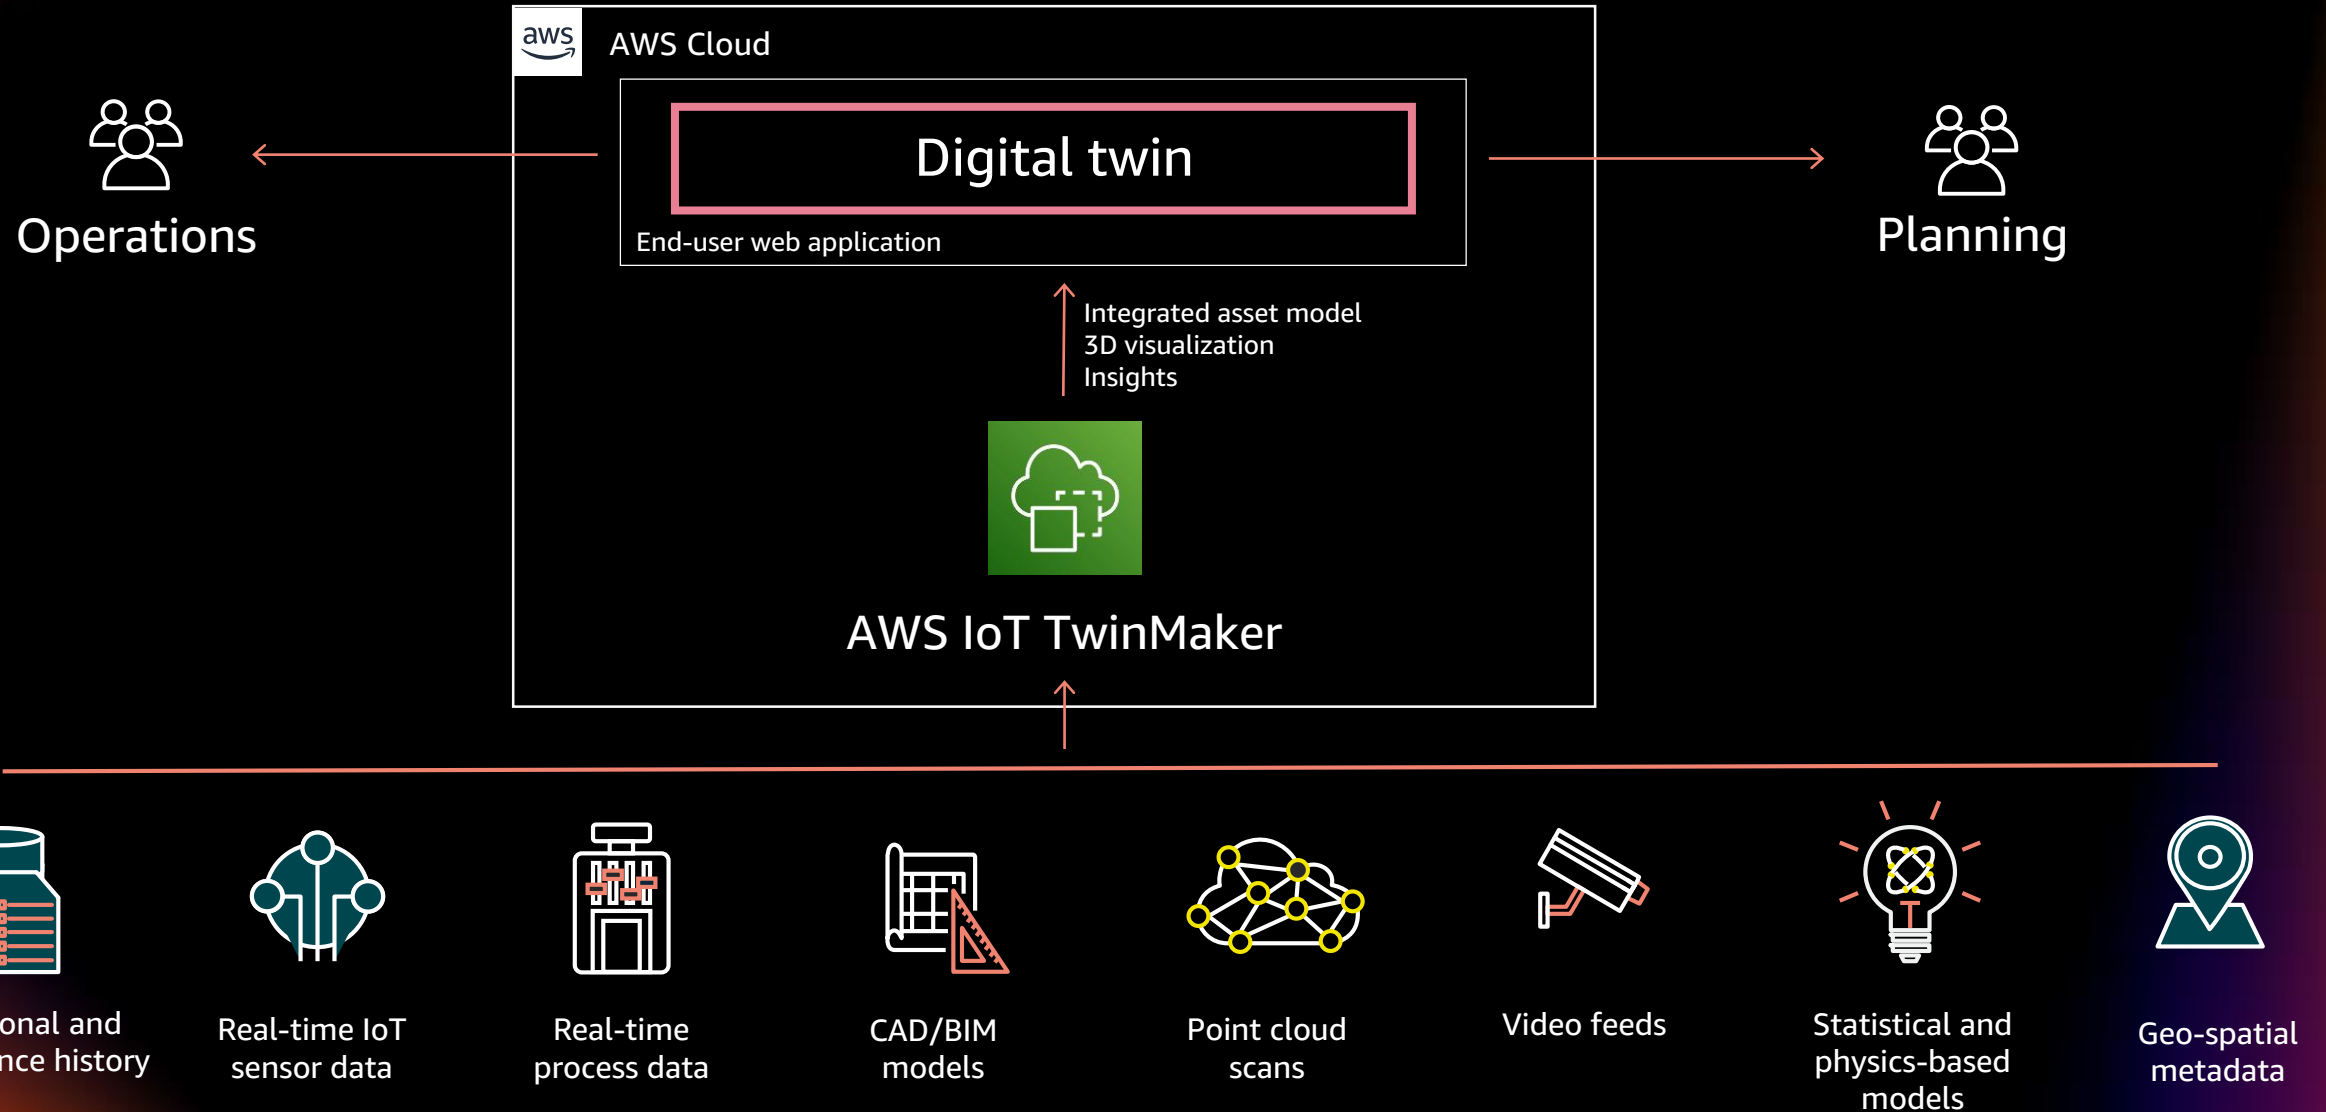 aws
AWS Cloud
Digital twin
End-user web application
Operations
Planning
Integrated asset model
3D visualization
Insights
AWS IoT TwinMaker
onal and
nce history
Real-time IoT
sensor data
Real-time
process data
CAD/BIM
models
Point cloud
scans
Video feeds
Statistical and
physics-based
models
Geo-spatial
metadata